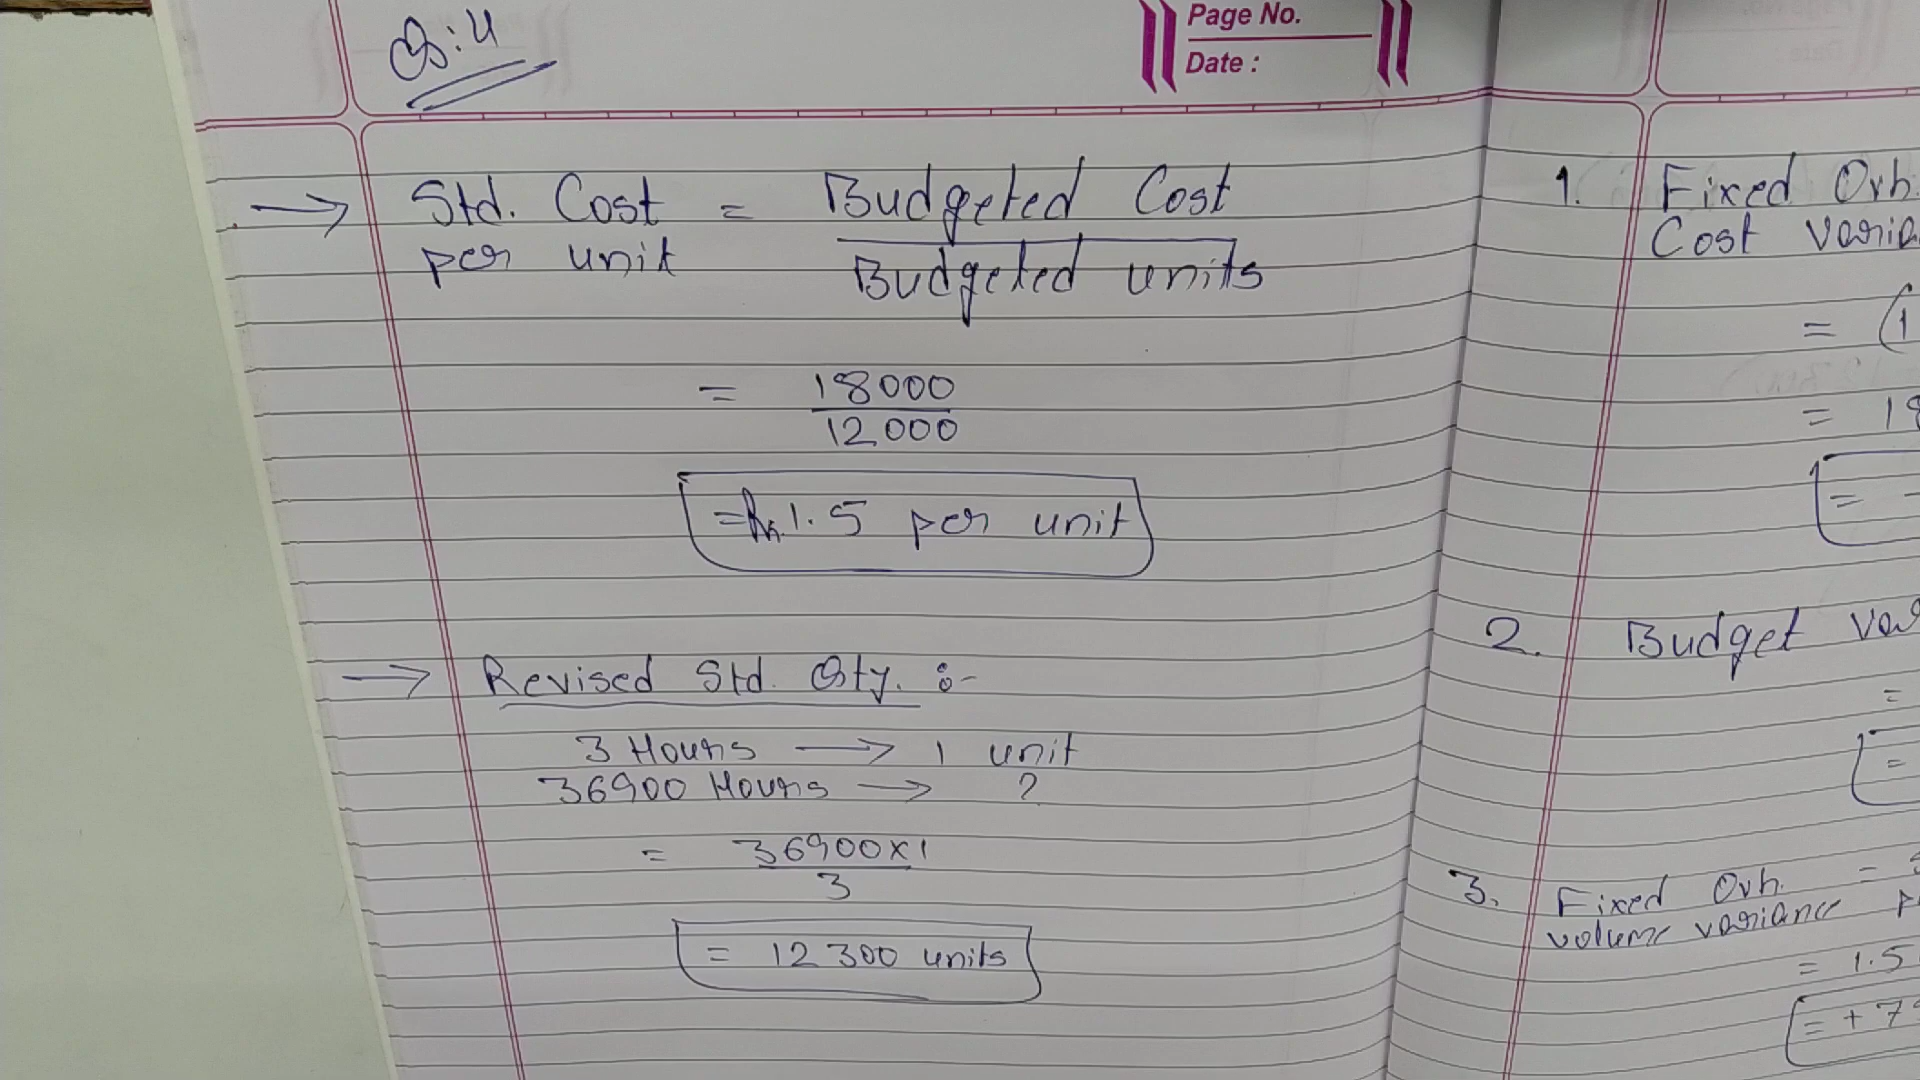 Q:4
Page No.
Date :
→ Std. Cost per unit = Budgeted Cost
Budgeted units
= 18000
12000
= Rs. 1.5 per unit
→ Revised Std. Qty. :-
3 Hours → 1 unit
36900 Hours → ?
= 36900x1
3
= 12300 units
1. Fixed Ovh.
Cost
= (1
=
= -
2. Budget
=
=
3. Fixed Ovh. =
volume variance
= 1.5
= + 7